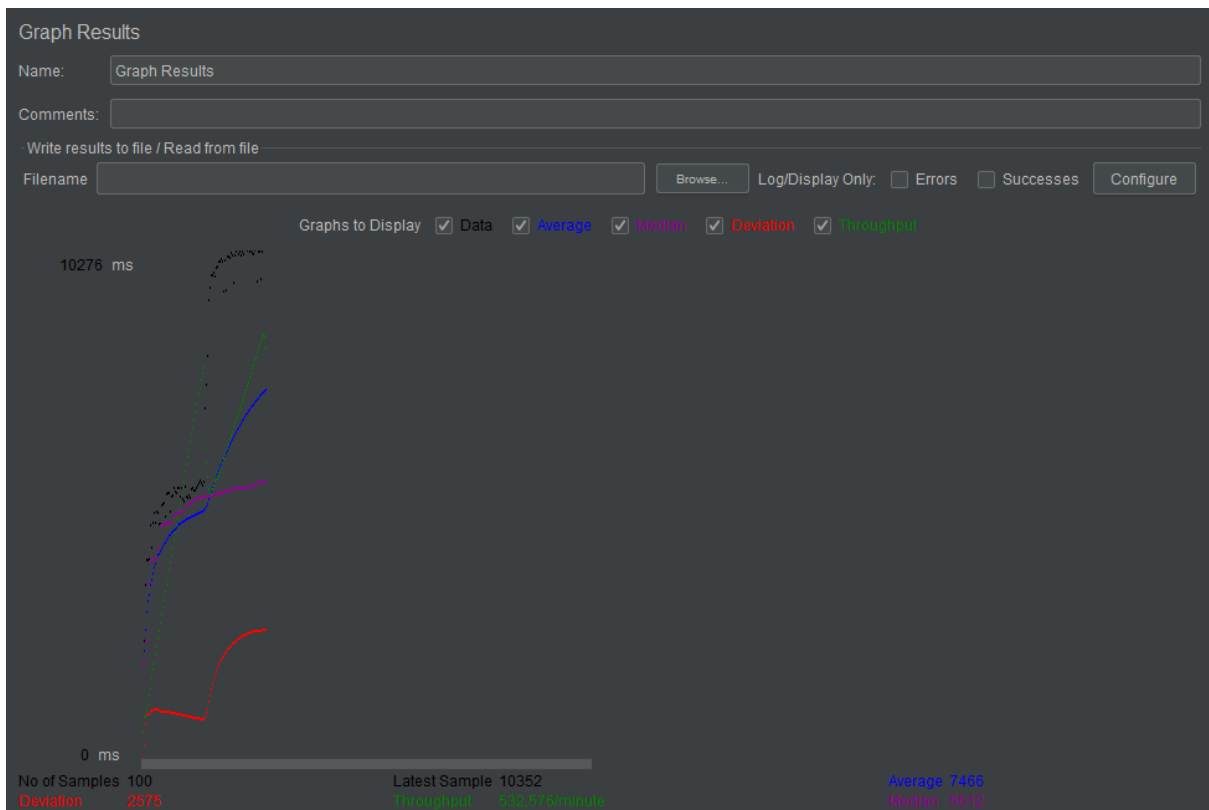 Graph Results
Name: Graph Results
Comments:
Write results to file / Read from file
Filename Browse... Log/Display Only: Errors Successes Configure
Graphs to Display Data Average Median Deviation Throughput
10276 ms
0 ms
No of Samples 100 Latest Sample 10352 Average 7466
Deviation 2575 Throughput 532,576/minute Median